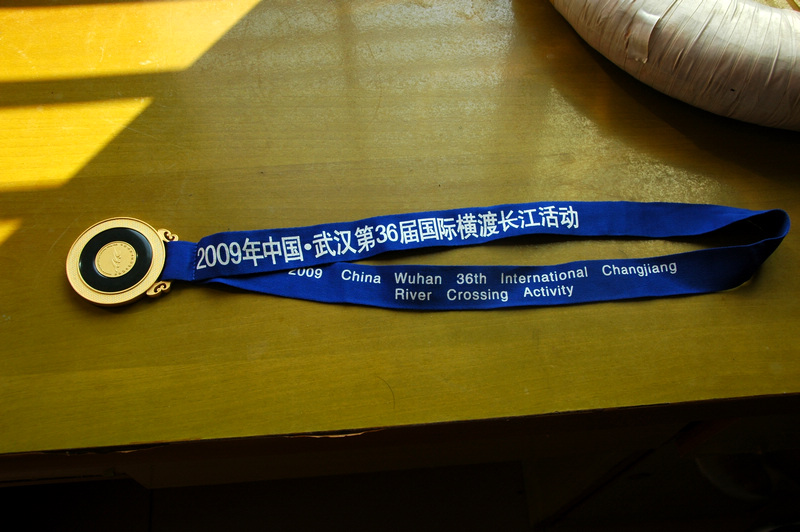 2009年中国•武汉第36届国际横渡长江活动
2009 China Wuhan 36th International Changjiang
River Crossing Activity